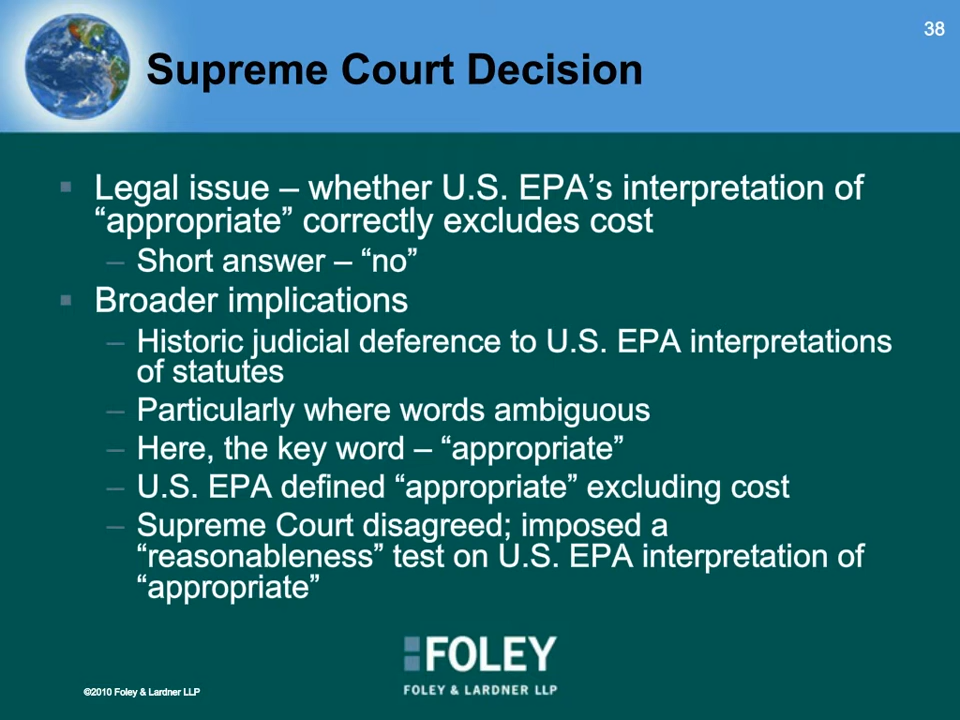 38
Supreme Court Decision
▪ Legal issue – whether U.S. EPA’s interpretation of
“appropriate” correctly excludes cost
– Short answer – “no”
▪ Broader implications
– Historic judicial deference to U.S. EPA interpretations
of statutes
– Particularly where words ambiguous
– Here, the key word – “appropriate”
– U.S. EPA defined “appropriate” excluding cost
– Supreme Court disagreed; imposed a
“reasonableness” test on U.S. EPA interpretation of
“appropriate”
FOLEY
FOLEY & LARDNER LLP
©2010 Foley & Lardner LLP